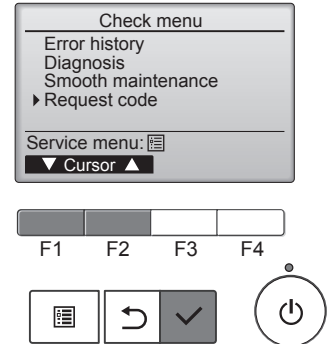 Check menu
Error history
Diagnosis
Smooth maintenance
Request code
Service menu:
▼ Cursor ▲
F1 F2 F3 F4